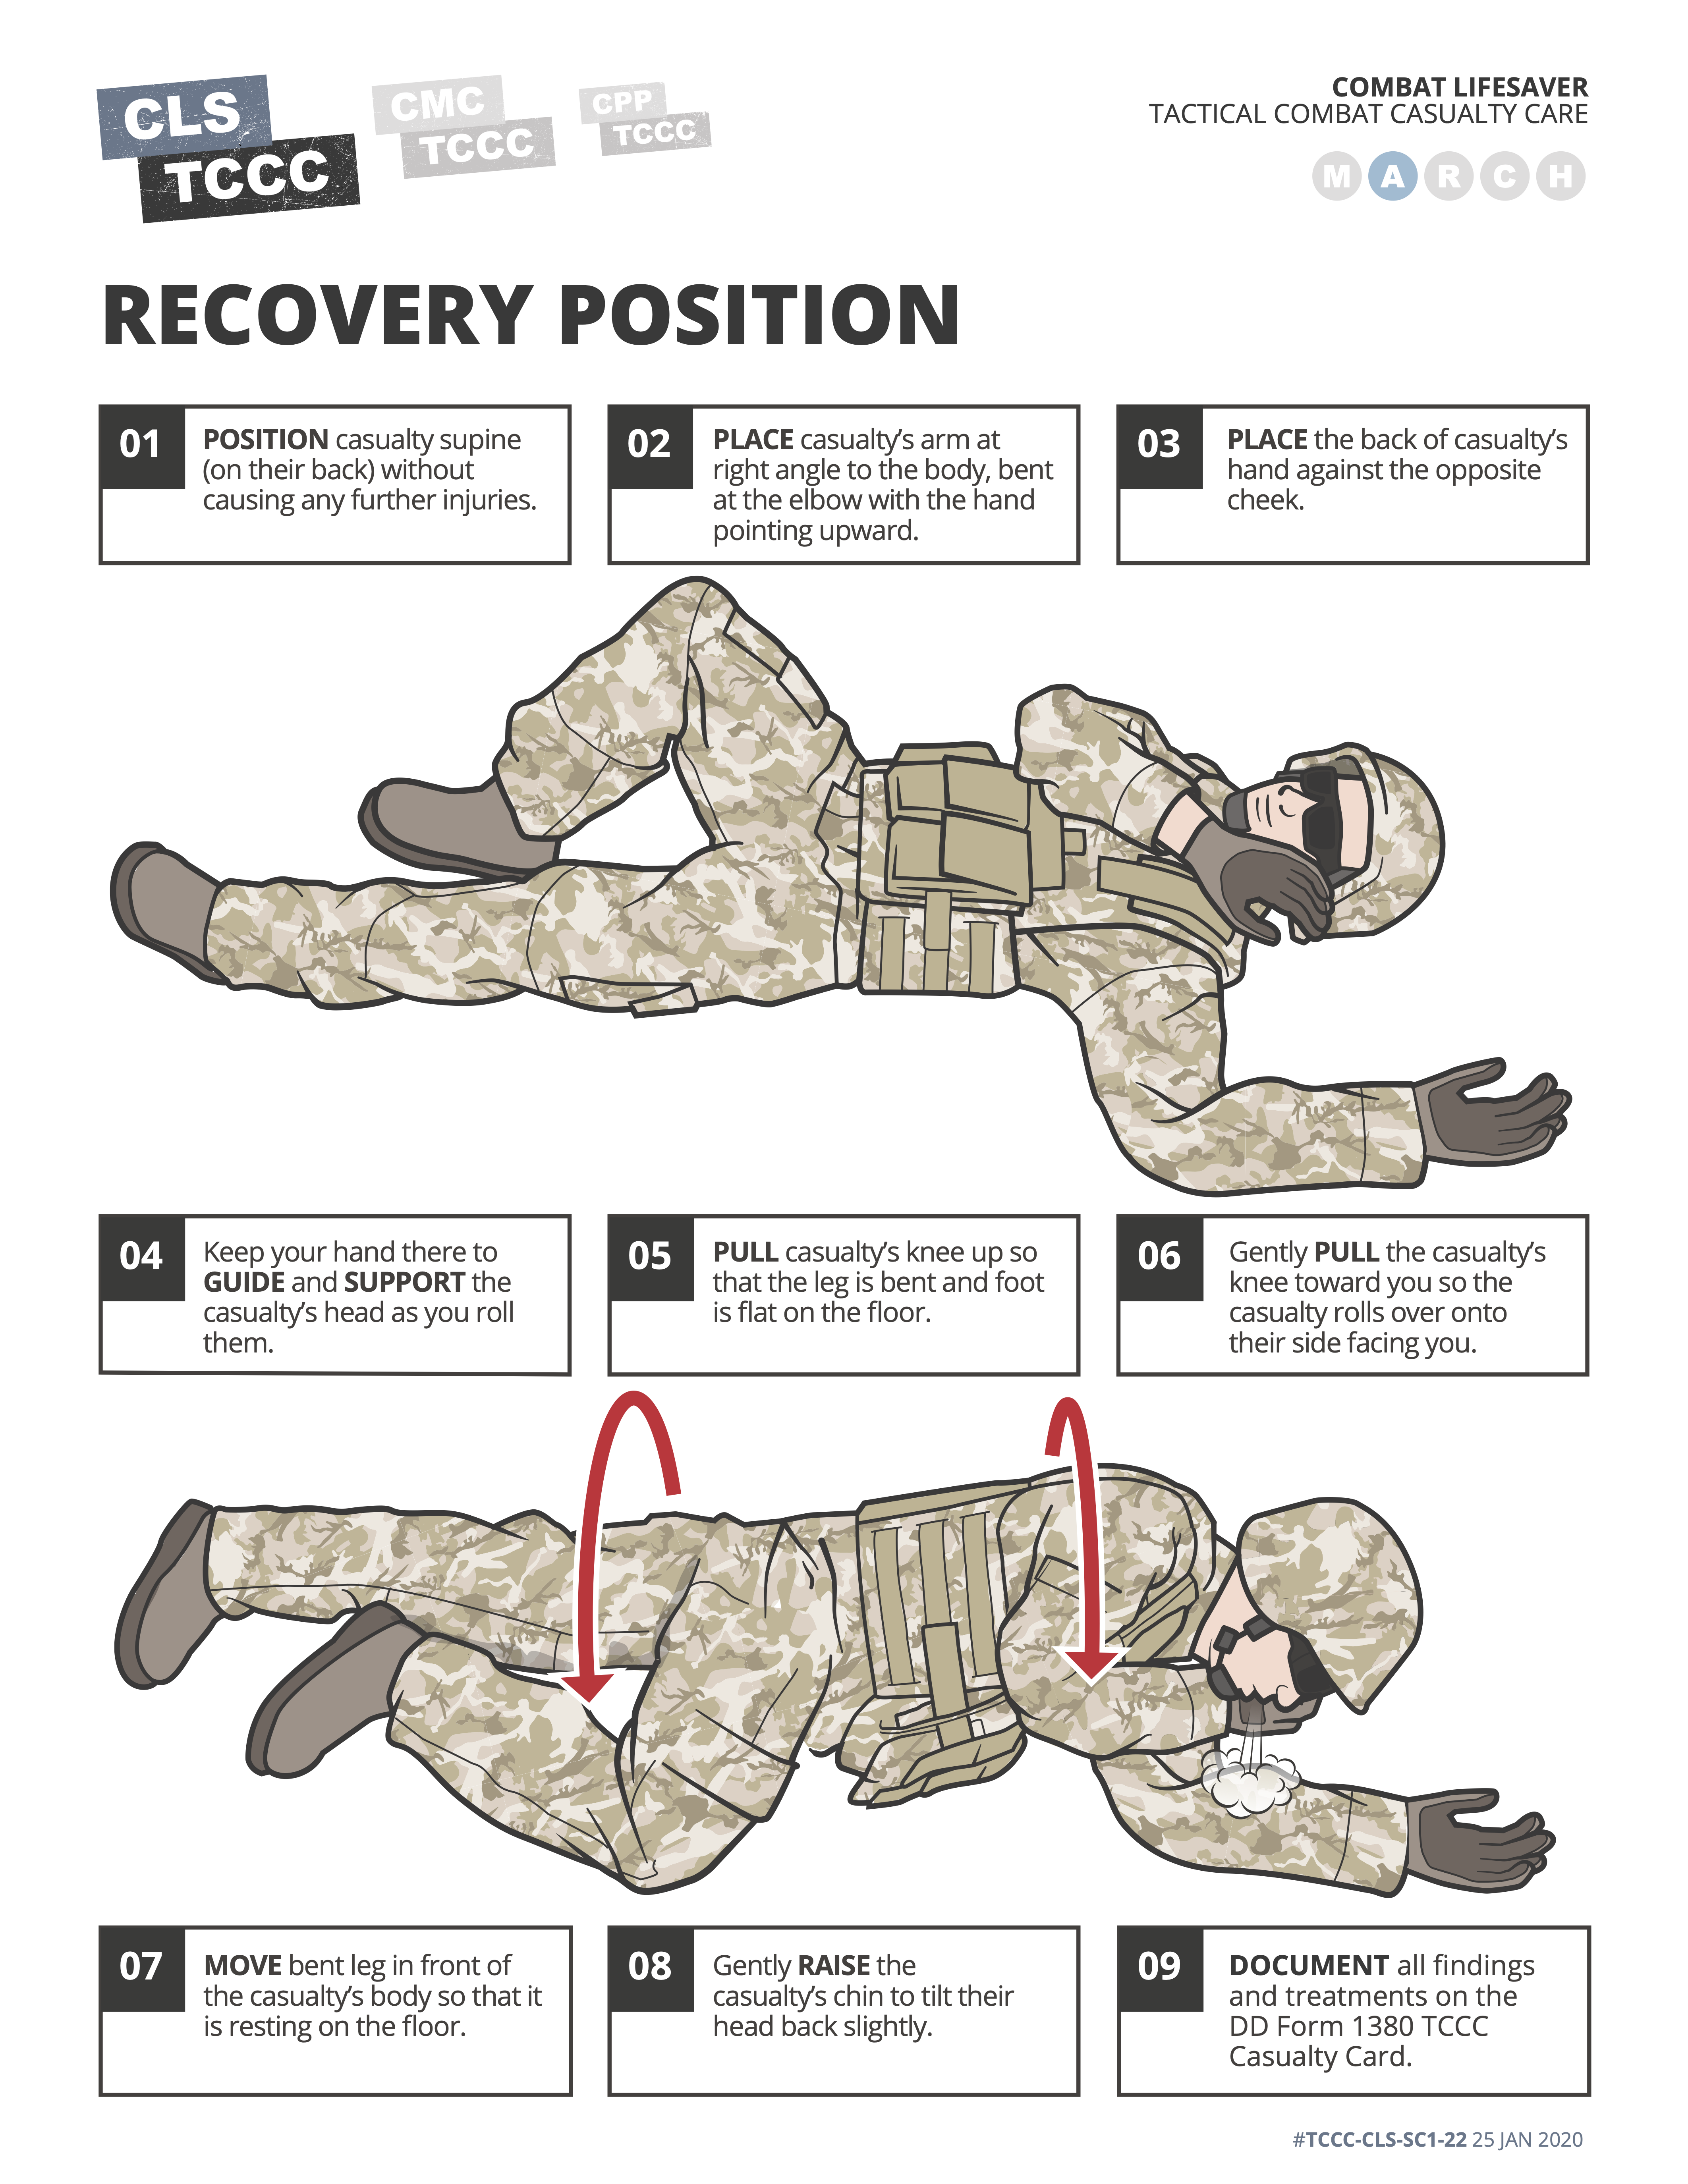 CLS
TCCC
CMC
TCCC
CPP
TCCC
COMBAT LIFESAVER
TACTICAL COMBAT CASUALTY CARE
M A R C H
RECOVERY POSITION
01
POSITION casualty supine
(on their back) without
causing any further injuries.
02
PLACE casualty’s arm at
right angle to the body, bent
at the elbow with the hand
pointing upward.
03
PLACE the back of casualty’s
hand against the opposite
cheek.
04
Keep your hand there to
GUIDE and SUPPORT the
casualty’s head as you roll
them.
05
PULL casualty’s knee up so
that the leg is bent and foot
is flat on the floor.
06
Gently PULL the casualty’s
knee toward you so the
casualty rolls over onto
their side facing you.
07
MOVE bent leg in front of
the casualty’s body so that it
is resting on the floor.
08
Gently RAISE the
casualty’s chin to tilt their
head back slightly.
09
DOCUMENT all findings
and treatments on the
DD Form 1380 TCCC
Casualty Card.
#TCCC-CLS-SC1-22 25 JAN 2020